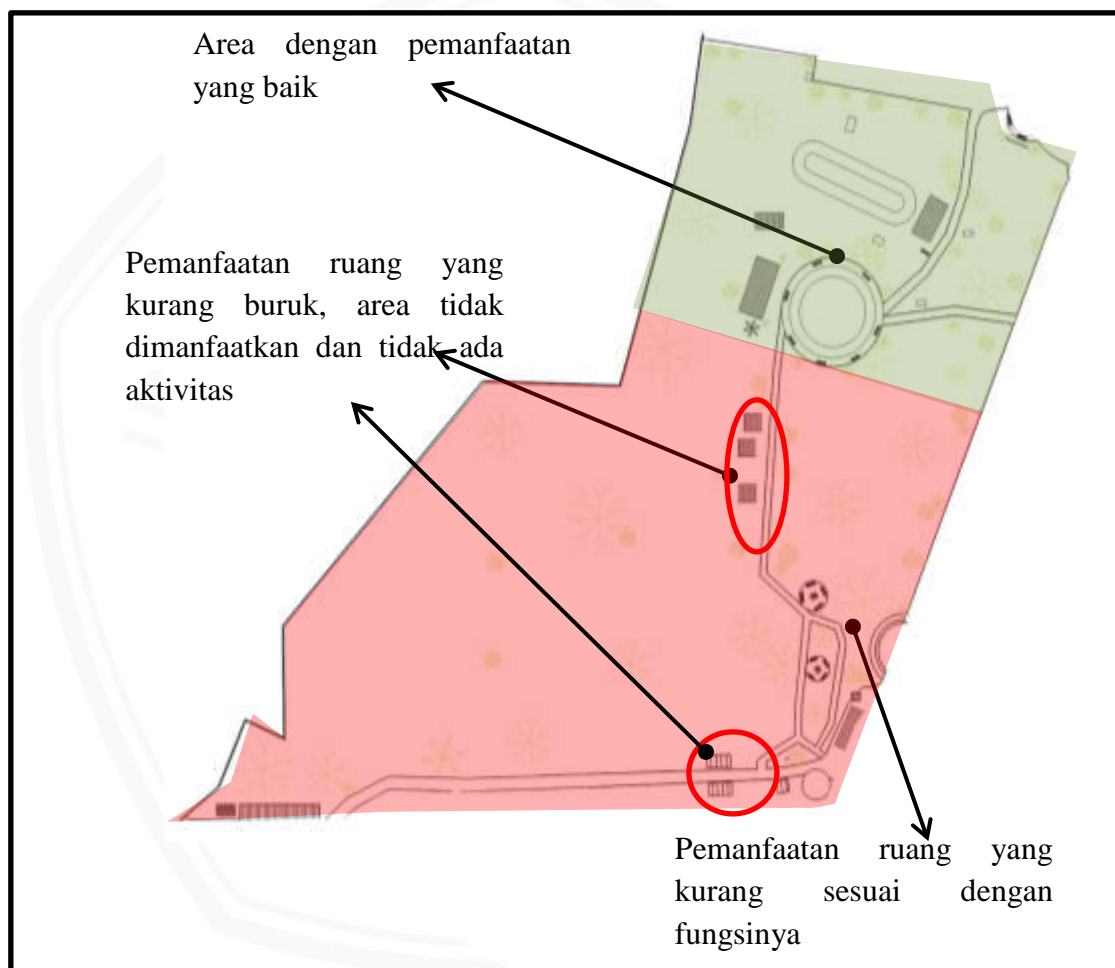 Area dengan pemanfaatan
yang baik
Pemanfaatan ruang yang
kurang buruk, area tidak
dimanfaatkan dan tidak ada
aktivitas
Pemanfaatan ruang yang
kurang sesuai dengan
fungsinya